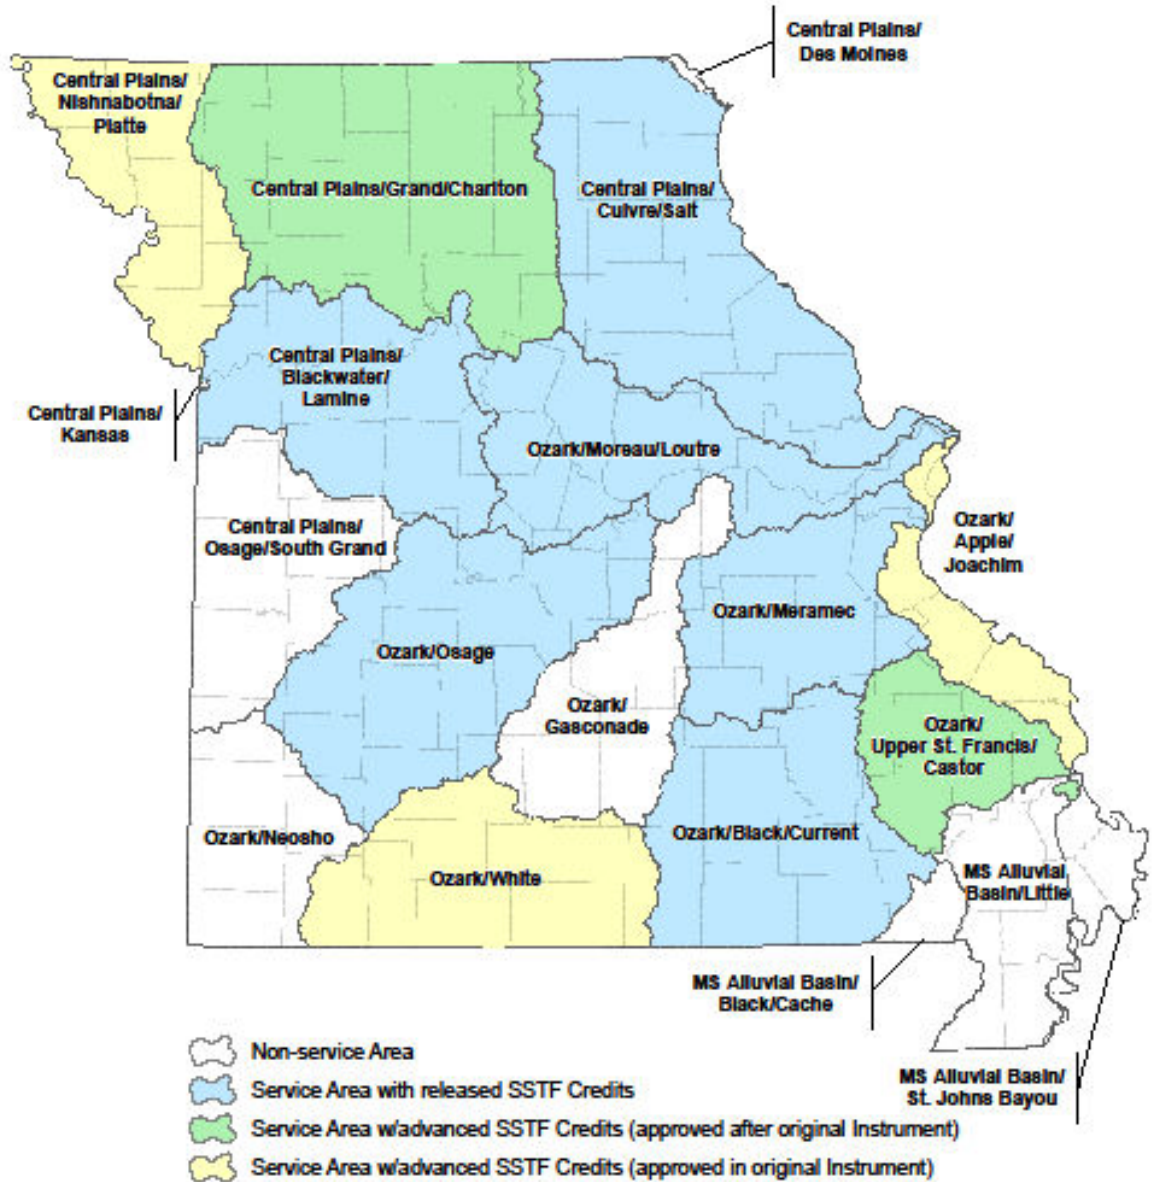 Central Plains/
Des Moines
Central Plains/
Nishnabotna/
Platte
Central Plains/Grand/Chariton
Central Plains/
Cuivre/Salt
Central Plains/
Blackwater/
Lamine
Central Plains/
Kansas
Ozark/Moreau/Loutre
Central Plains/
Osage/South Grand
Ozark/
Apple/
Joachim
Ozark/Meramec
Ozark/Osage
Ozark/
Gasconade
Ozark/
Upper St. Francis/
Castor
Ozark/Neosho
Ozark/Black/Current
Ozark/White
MS Alluvial
Basin/Little
MS Alluvial Basin/
Black/Cache
MS Alluvial Basin/
St. Johns Bayou
Non-service Area
Service Area with released SSTF Credits
Service Area w/advanced SSTF Credits (approved after original Instrument)
Service Area w/advanced SSTF Credits (approved in original Instrument)